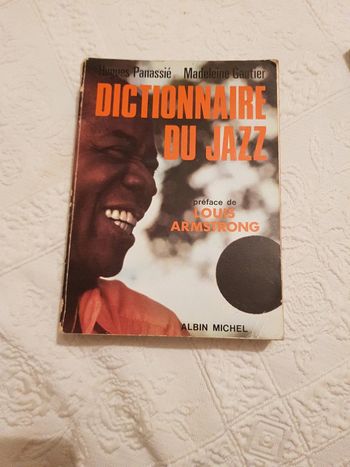 Hugues Panassié Madeleine Gautier
DICTIONNAIRE
DU JAZZ
préface de
LOUIS
ARMSTRONG
ALBIN MICHEL